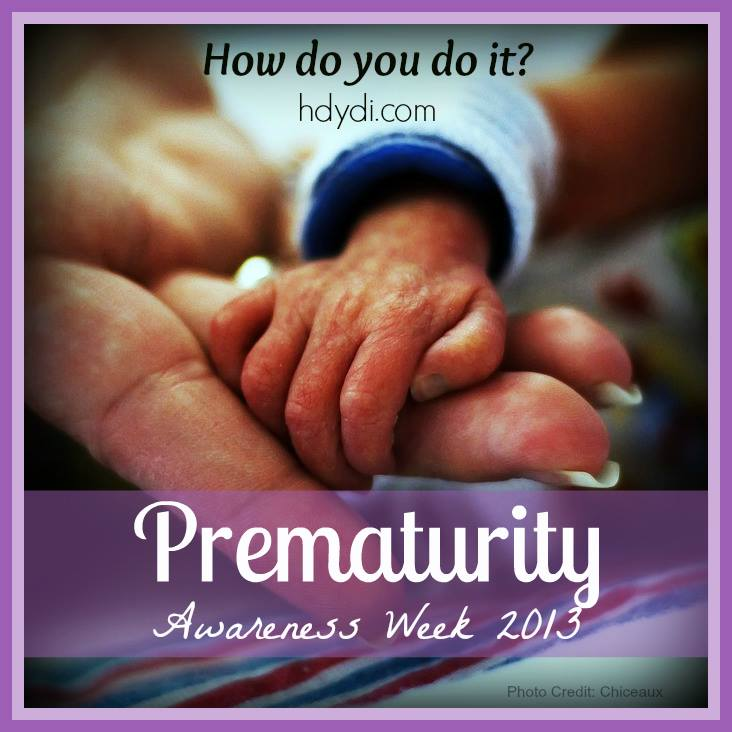 How do you do it?
hdydi.com
Prematurity
Awareness Week 2013
Photo Credit: Chiceaux